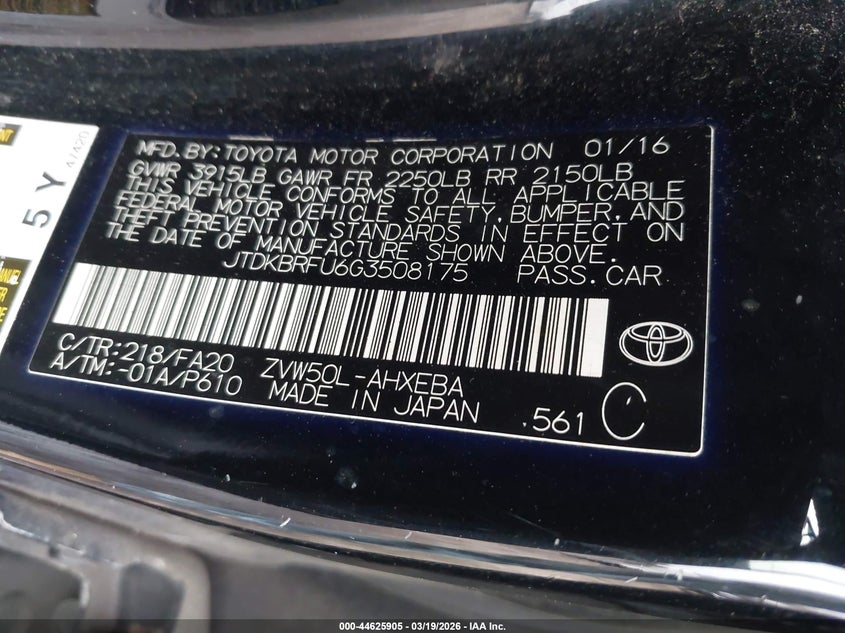 MFD. BY: TOYOTA MOTOR CORPORATION 01/16
GVWR 3915LB GAWR FR 2250LB RR 2150LB
THIS VEHICLE CONFORMS TO ALL APPLICABLE
FEDERAL MOTOR VEHICLE SAFETY, BUMPER, AND
THEFT PREVENTION STANDARDS IN EFFECT ON
THE DATE OF MANUFACTURE SHOWN ABOVE.
JTDKBRFU6G3508175 PASS. CAR
C/TR: 218/FA20 ZVW50L-AHXEBA
A/TM: -01A/P610 MADE IN JAPAN
561 C
5 Y
000-44625905 - 03/19/2026 - IAA Inc.